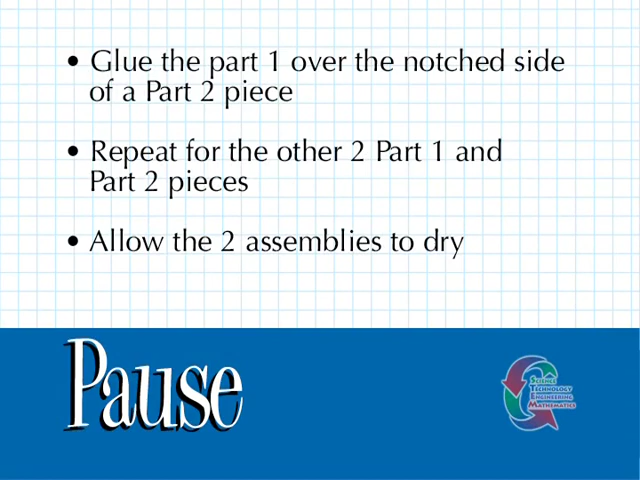 • Glue the part 1 over the notched side
of a Part 2 piece
• Repeat for the other 2 Part 1 and
Part 2 pieces
• Allow the 2 assemblies to dry
Pause
Science
Technology
Engineering
Mathematics